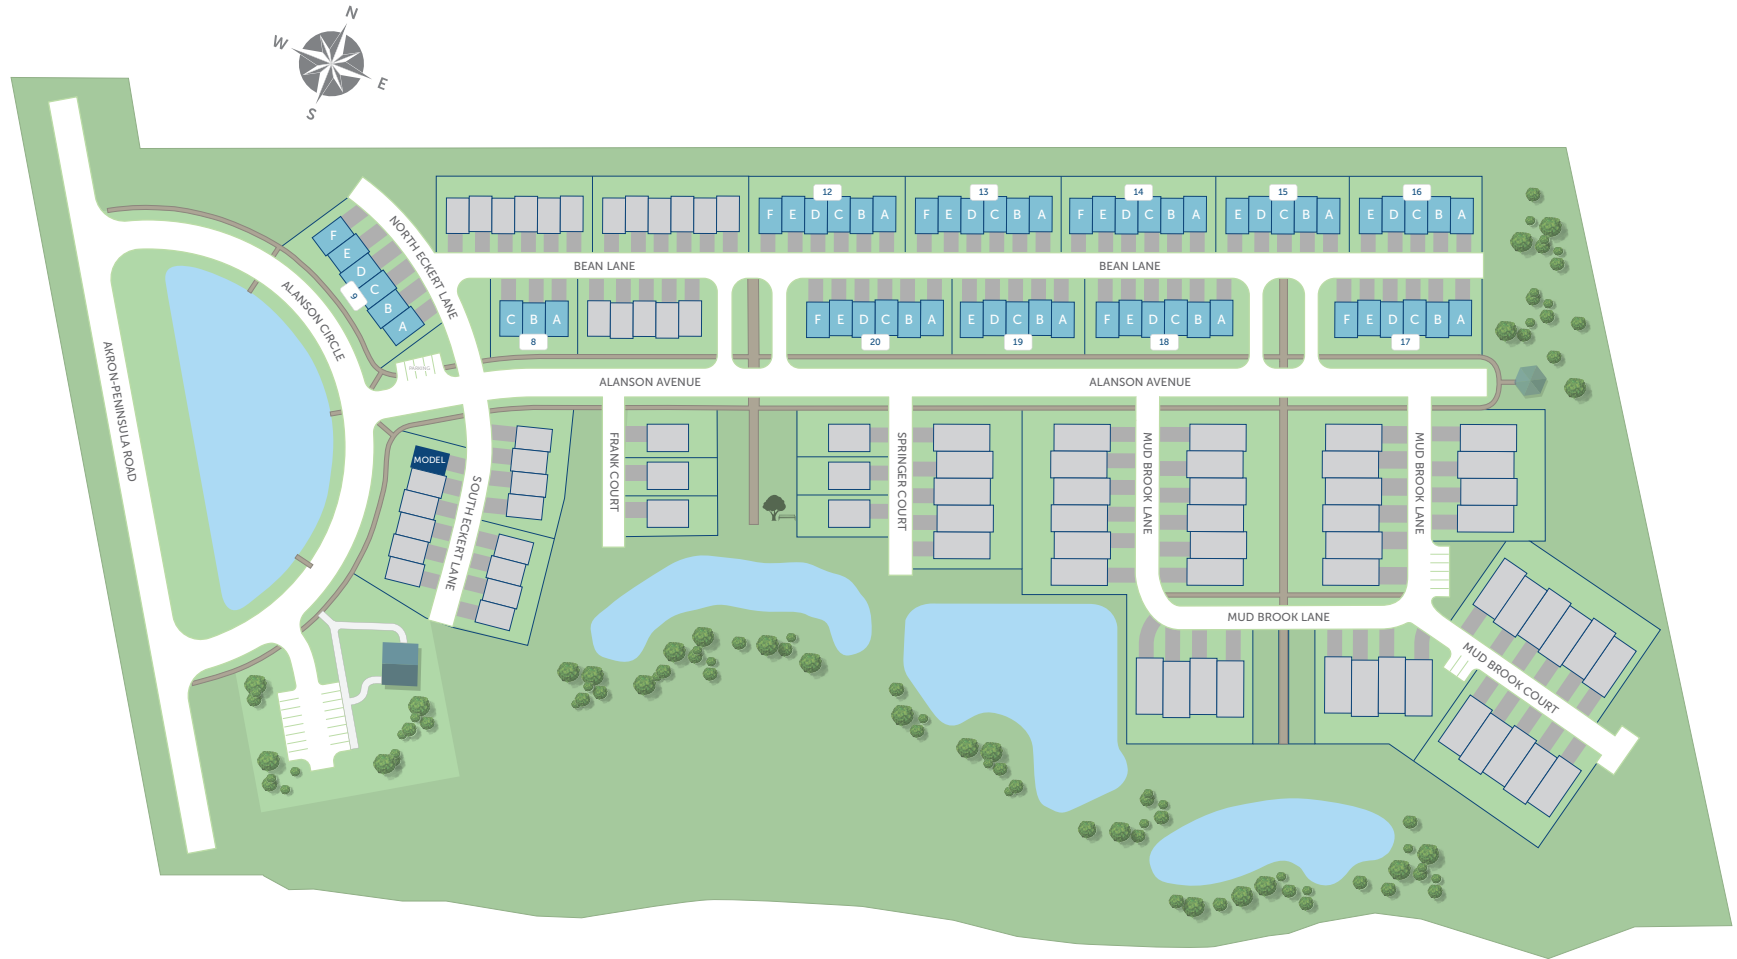 N
W
E
S
12
13
14
15
16
F E D C B A
F E D C B A
F E D C B A
E D C B A
E D C B A
NORTH ECKERT LANE
F
E
D
C
B
A
9
BEAN LANE
BEAN LANE
ALANSON CIRCLE
C B A
8
F E D C B A
20
E D C B A
19
F E D C B A
18
F E D C B A
17
AKRON-PENINSULA ROAD
PARKING
ALANSON AVENUE
ALANSON AVENUE
MODEL
SOUTH ECKERT LANE
FRANK COURT
SPRINGER COURT
MUD BROOK LANE
MUD BROOK LANE
MUD BROOK LANE
MUD BROOK COURT